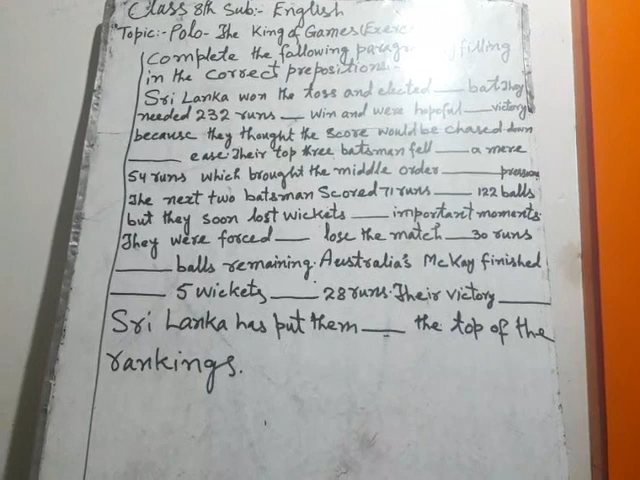 Class 8th Sub:- English
Topic:- Polo- The King of Games (Exerc
Complete the following paragr filling
in the correct prepositions.
Sri Lanka won the toss and elected ___ bat. They
needed 232 runs ___ win and were hopeful ___ victory
because they thought the score would be chased down
___ ease. Their top three batsman fell ___ a mere
54 runs which brought the middle order ___ pressure
The next two batsman scored 71 runs ___ 122 balls
but they soon lost wickets ___ important moments.
They were forced ___ lose the match ___ 30 runs
___ balls remaining. Australia's McKay finished
___ 5 wickets ___ 28 runs. Their victory ___
Sri Lanka has put them ___ the top of the
rankings.